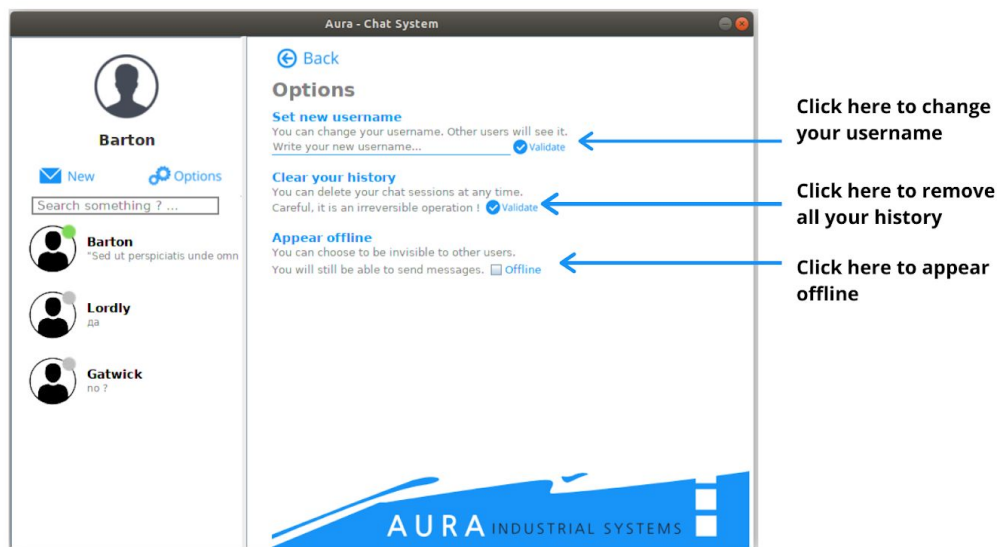 Aura - Chat System
Barton
New
Options
Search something ? ...
Barton
"Sed ut perspiciatis unde omn
Lordly
да
Gatwick
no ?
Back
Options
Set new username
You can change your username. Other users will see it.
Write your new username...
Validate
Clear your history
You can delete your chat sessions at any time.
Careful, it is an irreversible operation ! Validate
Appear offline
You can choose to be invisible to other users.
You will still be able to send messages. Offline
AURA INDUSTRIAL SYSTEMS
Click here to change
your username
Click here to remove
all your history
Click here to appear
offline